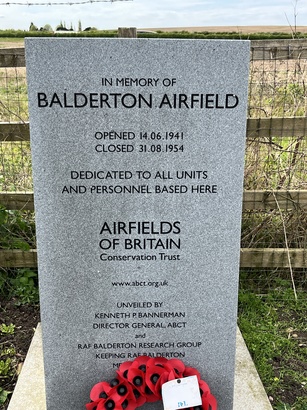 IN MEMORY OF
BALDERTON AIRFIELD
OPENED 14.06.1941
CLOSED 31.08.1954
DEDICATED TO ALL UNITS
AND PERSONNEL BASED HERE
AIRFIELDS
OF BRITAIN
Conservation Trust
www.abct.org.uk
UNVEILED BY
KENNETH P. BANNERMAN
DIRECTOR GENERAL, ABCT
and
RAF BALDERTON RESEARCH GROUP
KEEPING RAF BALDERTON